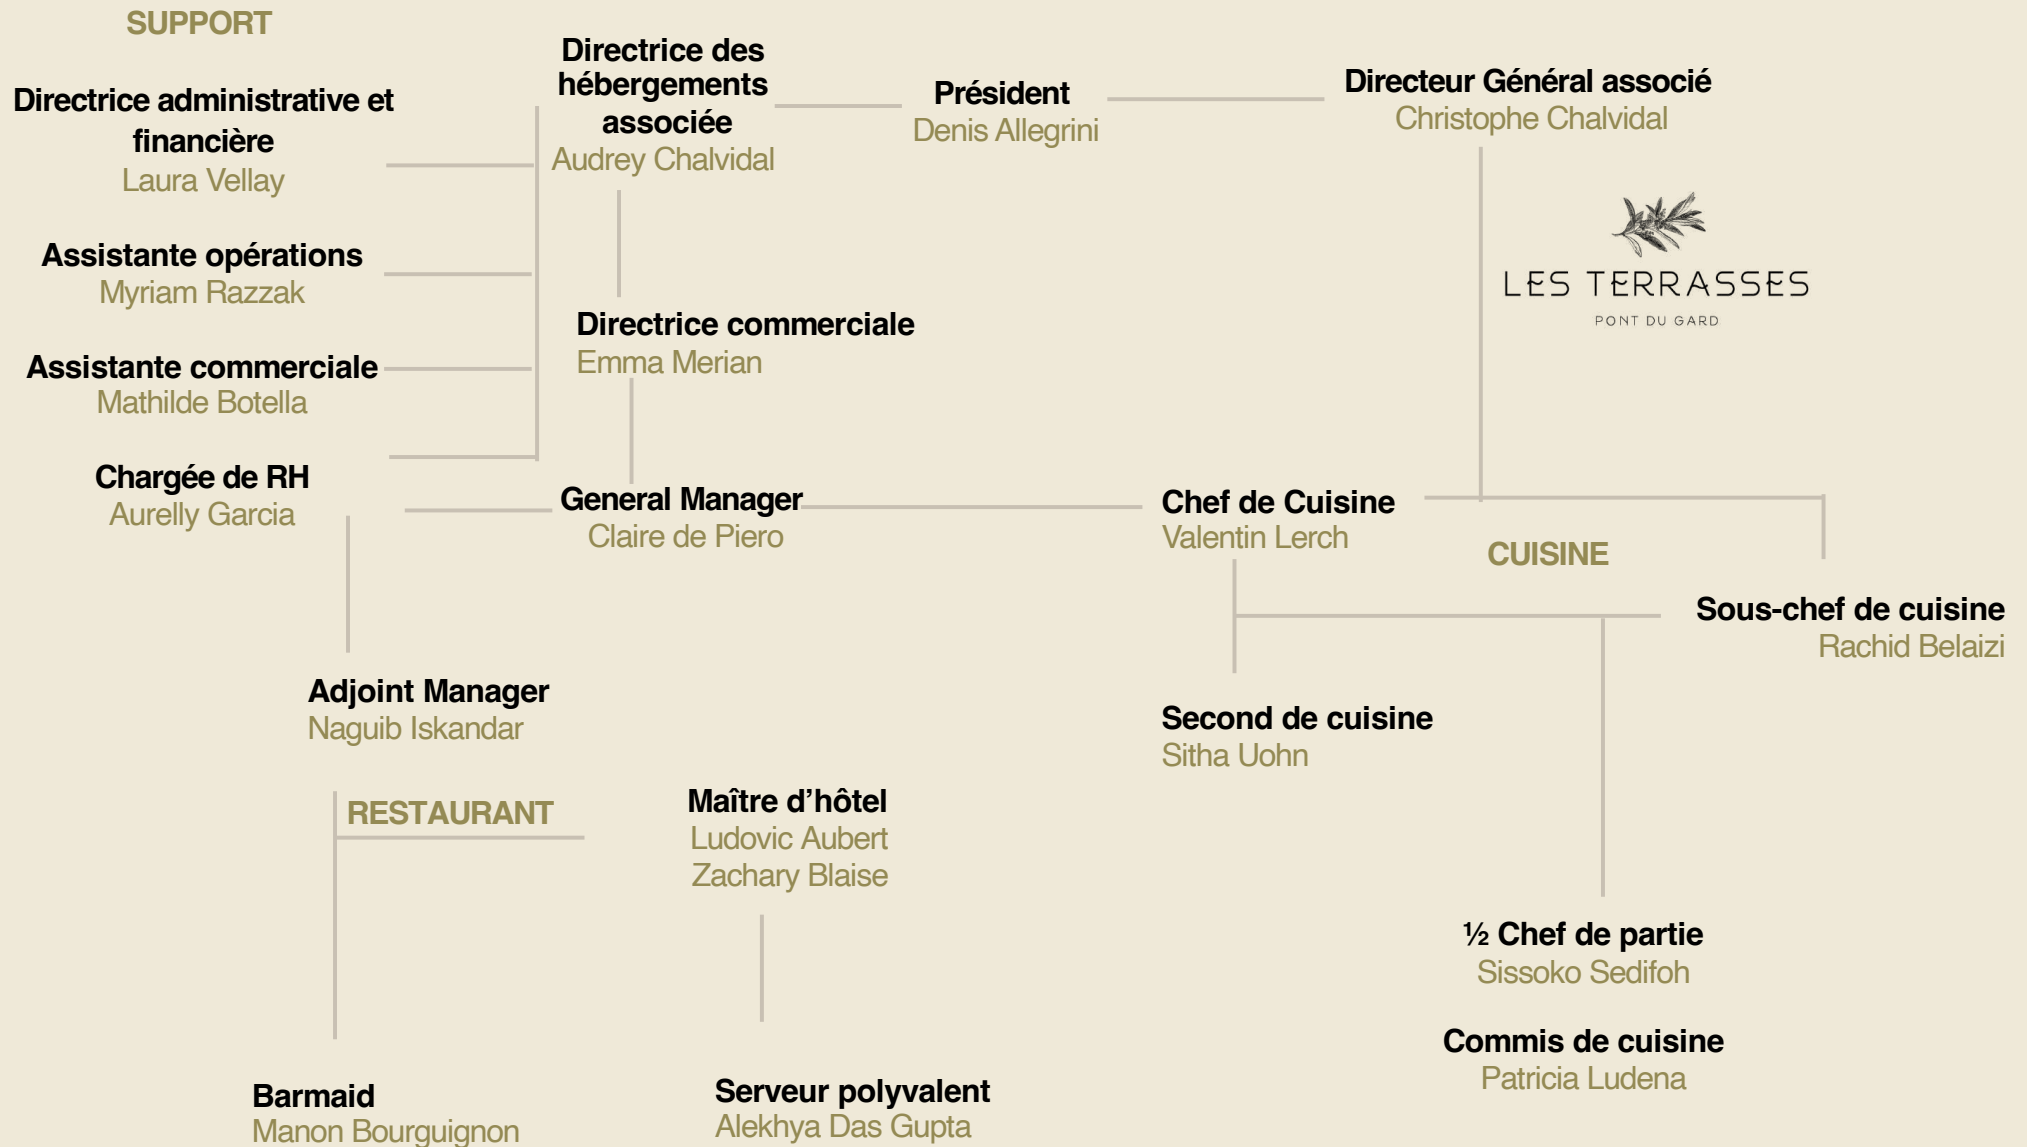 SUPPORT
Directrice administrative et
financière
Laura Vellay
Assistante opérations
Myriam Razzak
Assistante commerciale
Mathilde Botella
Chargée de RH
Aurelly Garcia
Directrice des
hébergements
associée
Audrey Chalvidal
Président
Denis Allegrini
Directeur Général associé
Christophe Chalvidal
LES TERRASSES
PONT DU GARD
Directrice commerciale
Emma Merian
General Manager
Claire de Piero
Chef de Cuisine
Valentin Lerch
CUISINE
Sous-chef de cuisine
Rachid Belaizi
Adjoint Manager
Naguib Iskandar
Second de cuisine
Sitha Uohn
RESTAURANT
Maître d’hôtel
Ludovic Aubert
Zachary Blaise
½ Chef de partie
Sissoko Sedifoh
Commis de cuisine
Patricia Ludena
Barmaid
Manon Bourguignon
Serveur polyvalent
Alekhya Das Gupta